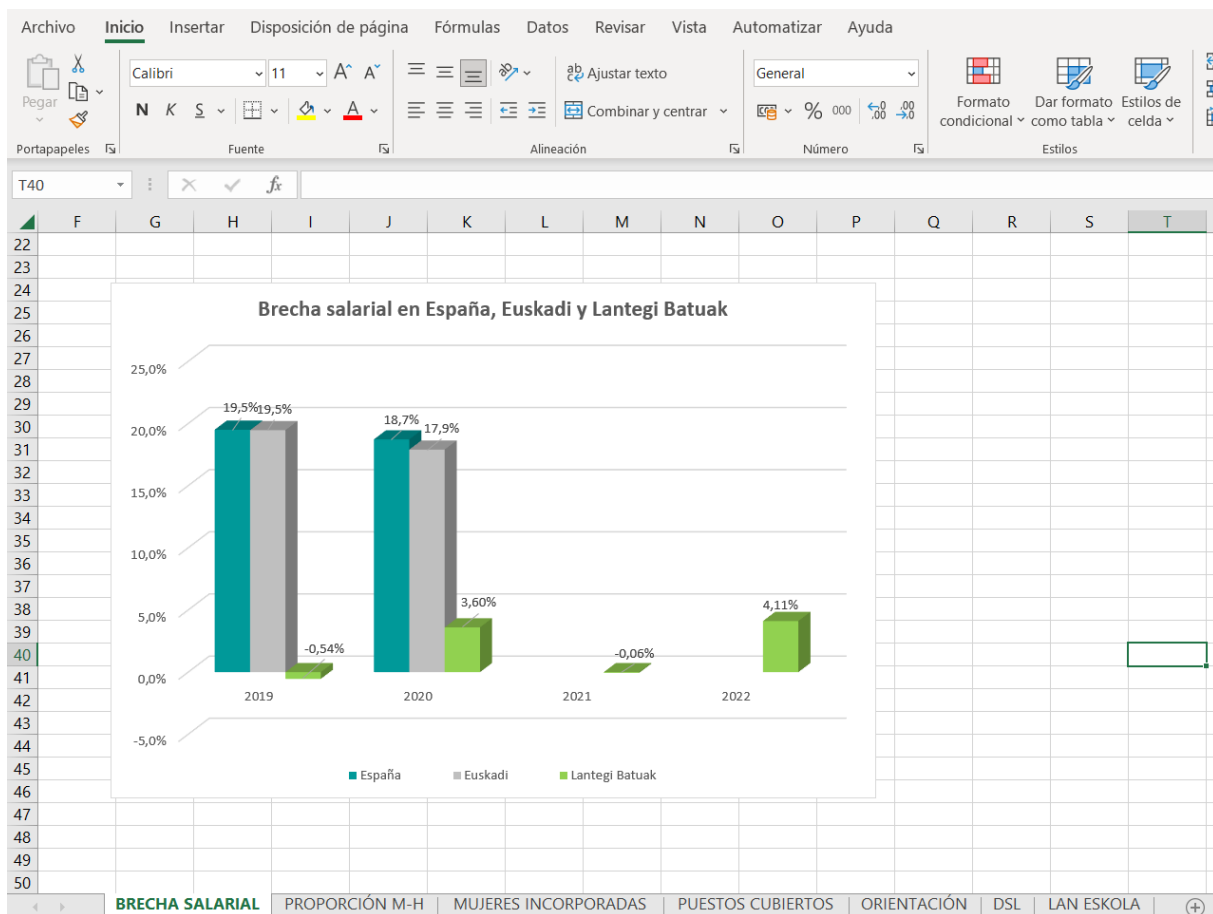 Archivo Inicio Insertar Disposición de página Fórmulas Datos Revisar Vista Automatizar Ayuda
Pegar
Calibri 11 A A
N K S A
ab Ajustar texto
Combinar y centrar
General
% 000
Formato condicional
Dar formato como tabla
Estilos de celda
Portapapeles Fuente Alineación Número Estilos
T40 fx
F G H I J K L M N O P Q R S T
22
23
24
25
26
27
28
29
30
31
32
33
34
35
36
37
38
39
40
41
42
43
44
45
46
47
48
49
50
Brecha salarial en España, Euskadi y Lantegi Batuak
25,0%
20,0%
15,0%
10,0%
5,0%
0,0%
-5,0%
19,5% 19,5% -0,54%
18,7% 17,9% 3,60%
-0,06%
4,11%
2019 2020 2021 2022
España Euskadi Lantegi Batuak
BRECHA SALARIAL PROPORCIÓN M-H MUJERES INCORPORADAS PUESTOS CUBIERTOS ORIENTACIÓN DSL LAN ESKOLA